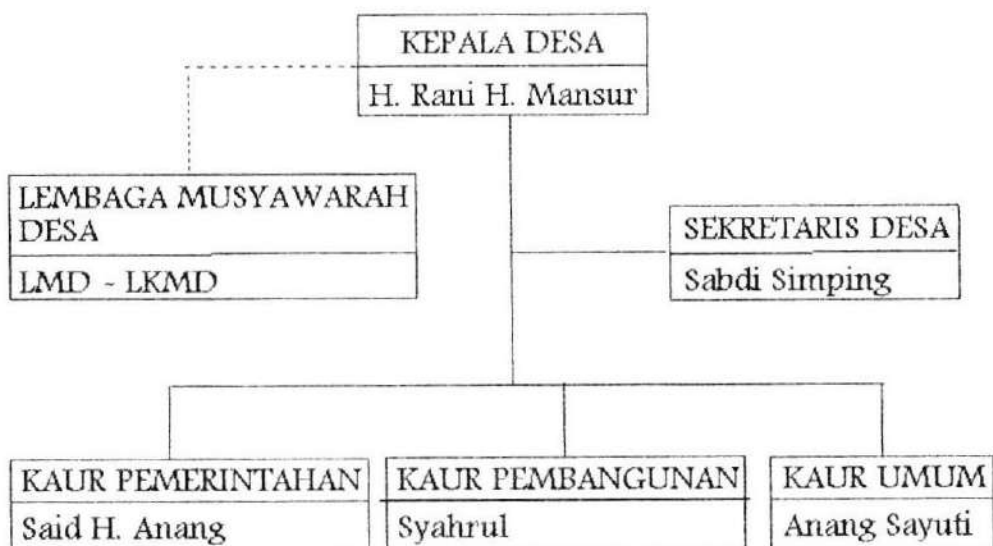 KEPALA DESA
H. Rani H. Mansur
LEMBAGA MUSYAWARAH
DESA
LMD - LKMD
SEKRETARIS DESA
Sabdi Simping
KAUR PEMERINTAHAN
Said H. Anang
KAUR PEMBANGUNAN
Syahrul
KAUR UMUM
Anang Sayuti